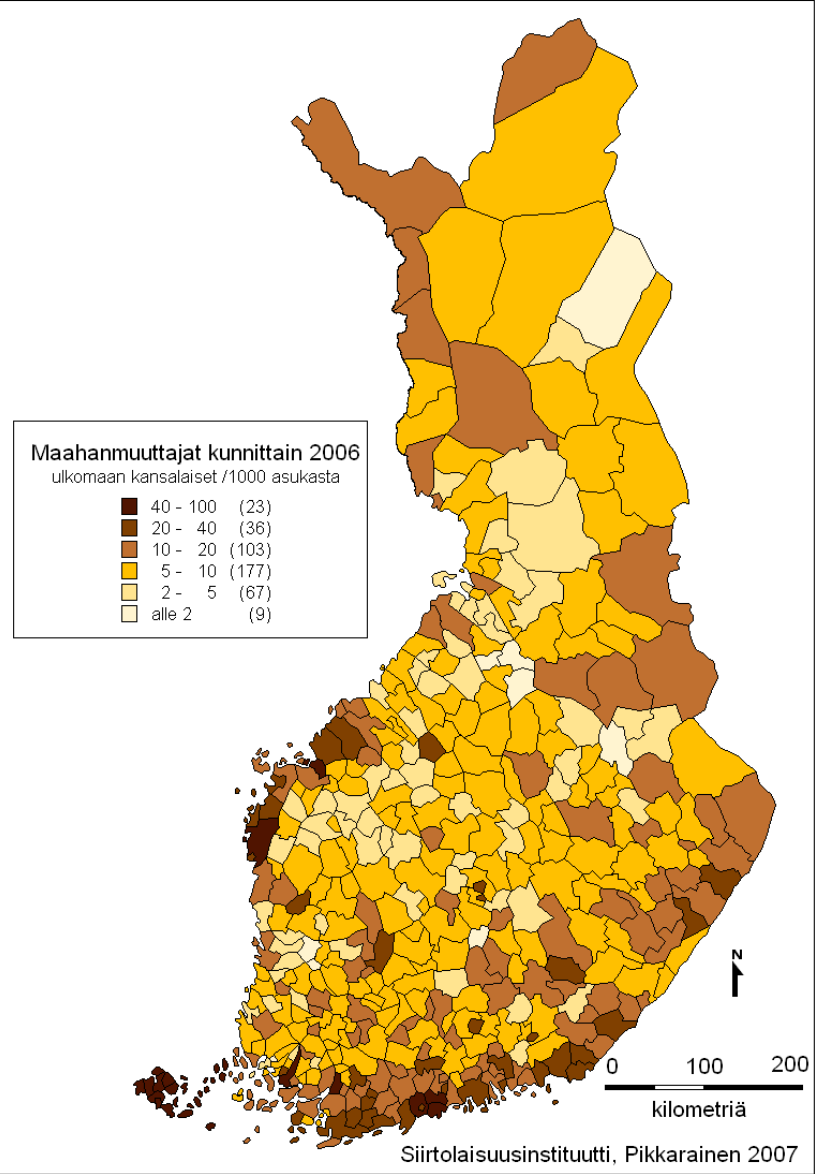 Maahanmuuttajat kunnittain 2006
ulkomaan kansalaiset /1000 asukasta
40 - 100 (23)
20 - 40 (36)
10 - 20 (103)
5 - 10 (177)
2 - 5 (67)
alle 2 (9)
N
0 100 200
kilometriä
Siirtolaisuusinstituutti, Pikkarainen 2007